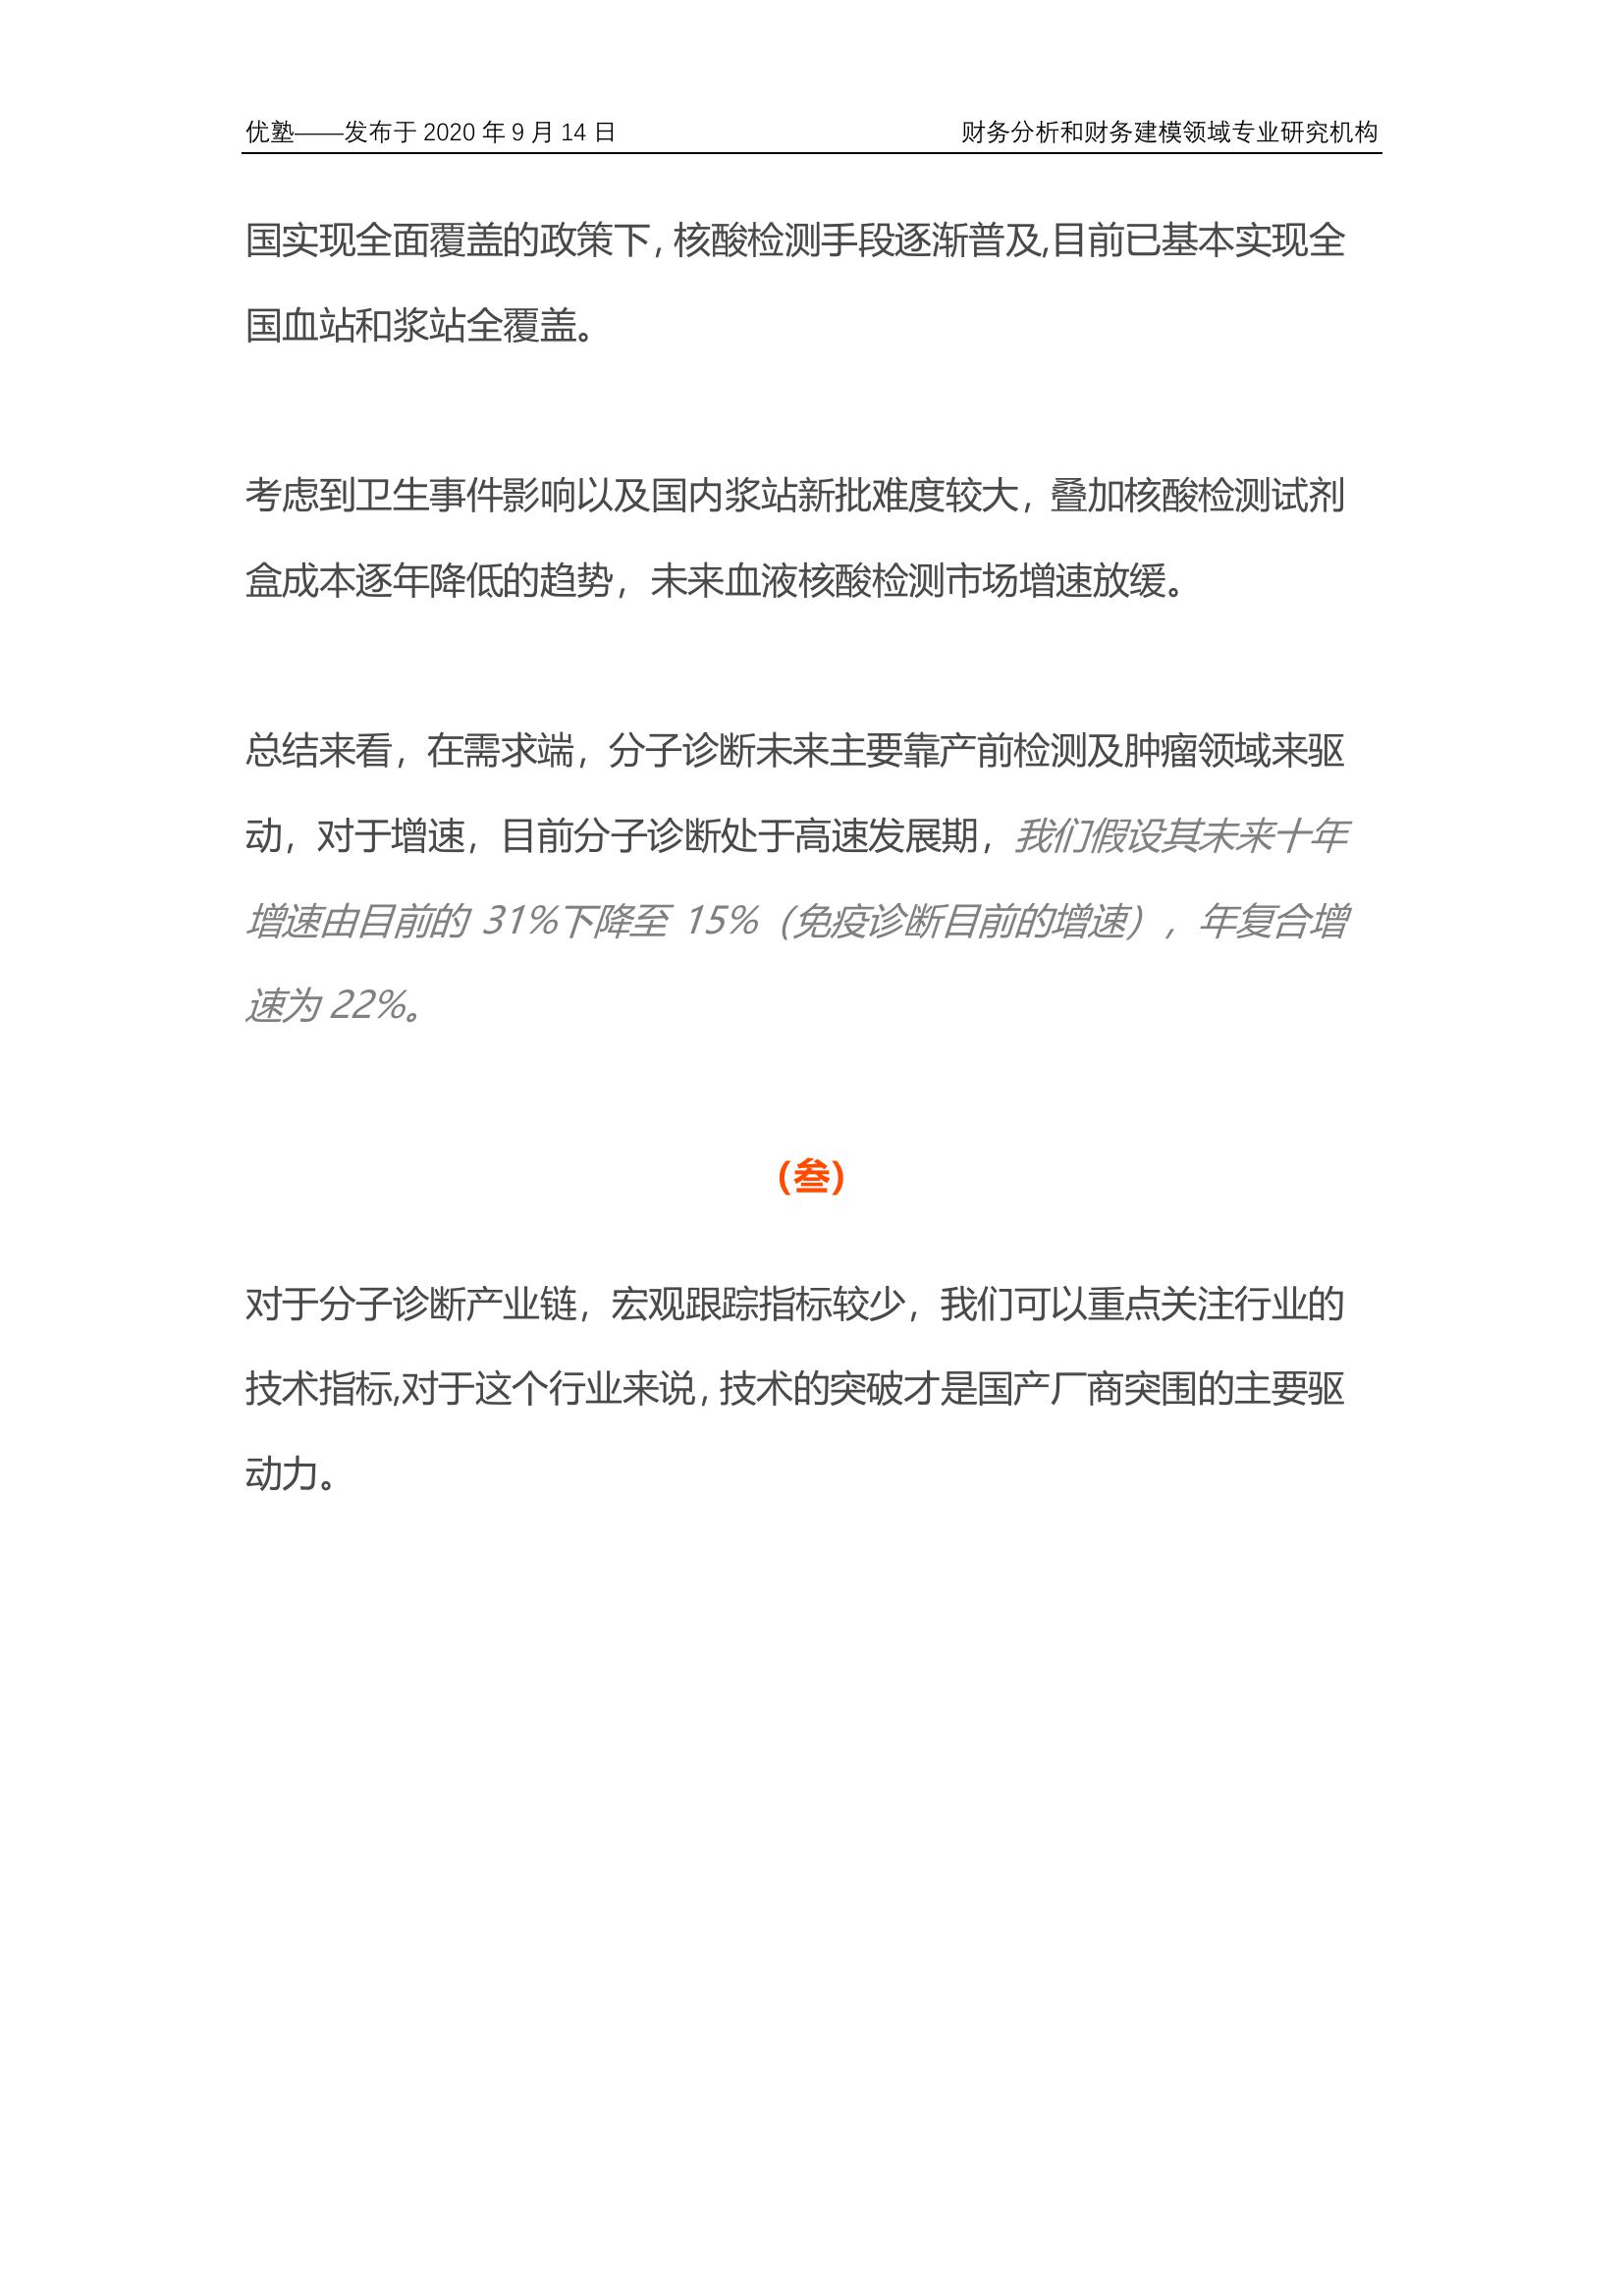 优塾——发布于 2020 年 9 月 14 日 财务分析和财务建模领域专业研究机构
国实现全面覆盖的政策下,核酸检测手段逐渐普及,目前已基本实现全
国血站和浆站全覆盖。
考虑到卫生事件影响以及国内浆站新批难度较大，叠加核酸检测试剂
盒成本逐年降低的趋势，未来血液核酸检测市场增速放缓。
总结来看，在需求端，分子诊断未来主要靠产前检测及肿瘤领域来驱
动，对于增速，目前分子诊断处于高速发展期，我们假设其未来十年
增速由目前的 31%下降至 15%（免疫诊断目前的增速），年复合增
速为 22%。
(叁)
对于分子诊断产业链，宏观跟踪指标较少，我们可以重点关注行业的
技术指标,对于这个行业来说,技术的突破才是国产厂商突围的主要驱
动力。